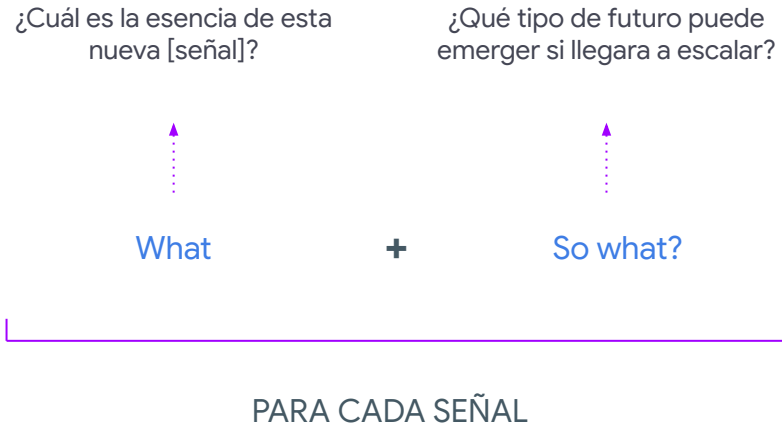 ¿Cuál es la esencia de esta
nueva [señal]?
¿Qué tipo de futuro puede
emerger si llegara a escalar?
What
+
So what?
PARA CADA SEÑAL